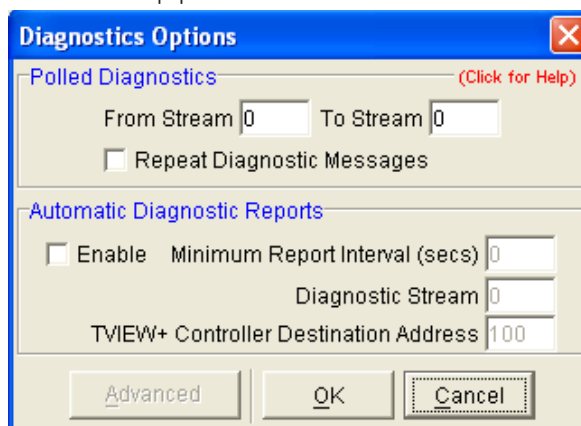 Diagnostics Options
Polled Diagnostics (Click for Help)
From Stream 0 To Stream 0
Repeat Diagnostic Messages
Automatic Diagnostic Reports
Enable Minimum Report Interval (secs) 0
Diagnostic Stream 0
TVIEW+ Controller Destination Address 100
Advanced OK Cancel